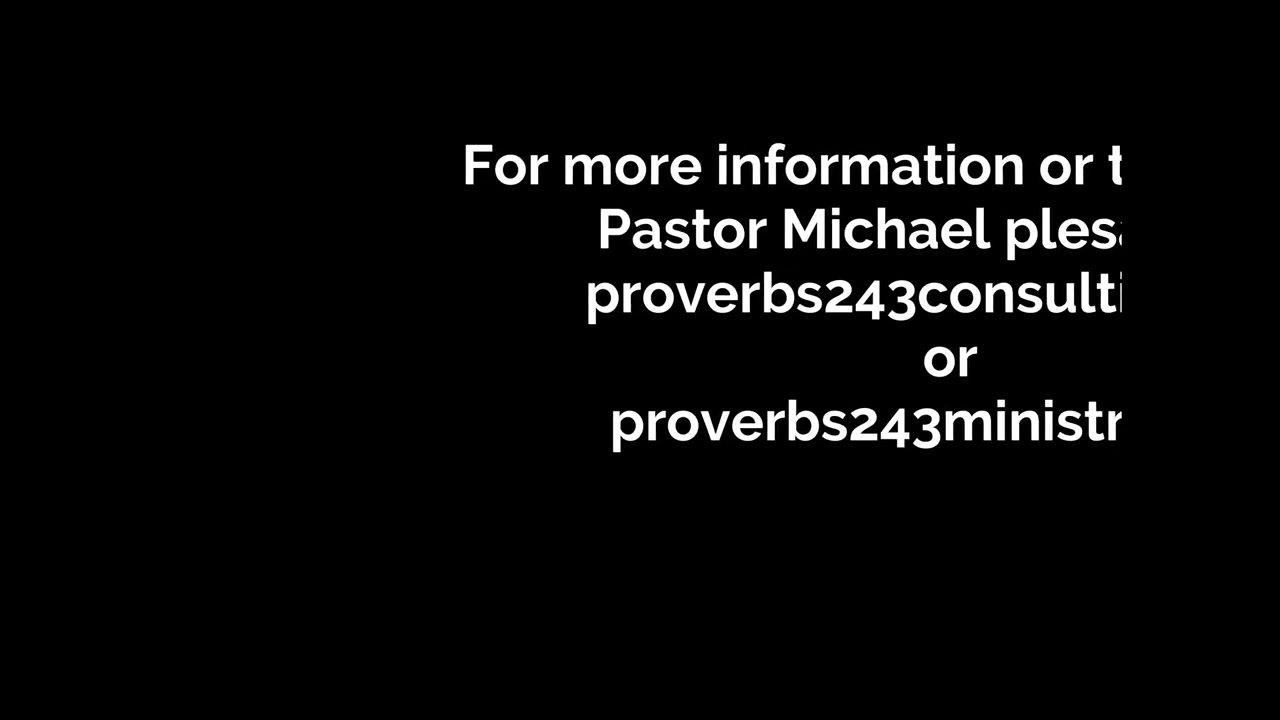 For more information or t
Pastor Michael plesa
proverbs243consulti
or
proverbs243ministr